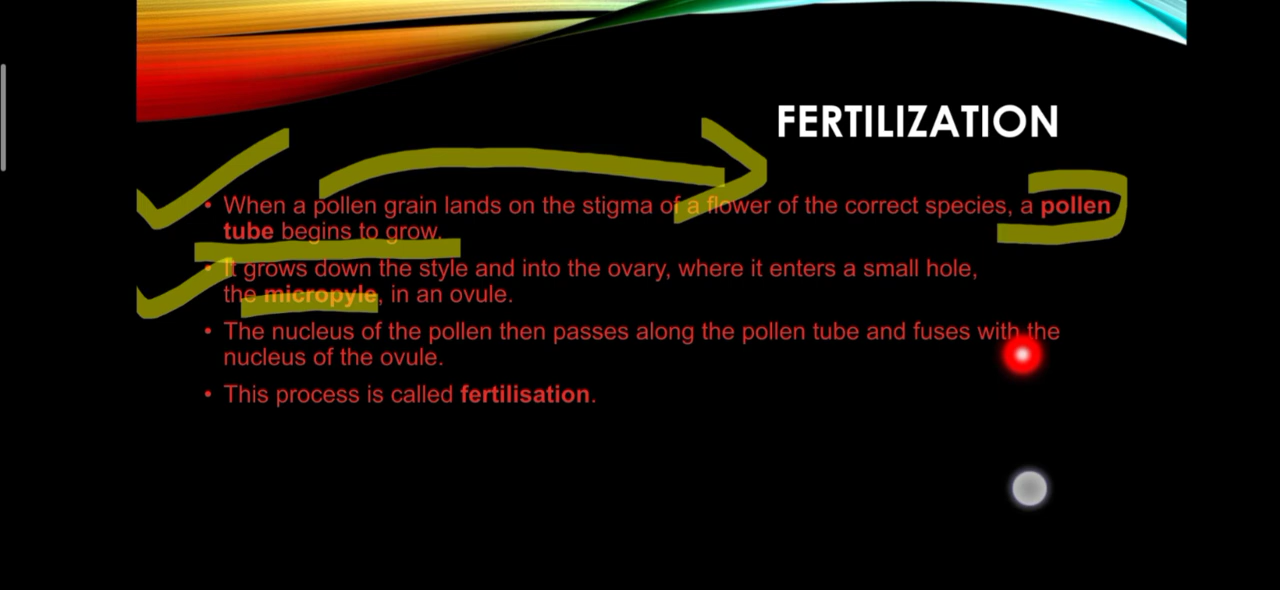 FERTILIZATION
• When a pollen grain lands on the stigma of a flower of the correct species, a pollen
tube begins to grow.
• It grows down the style and into the ovary, where it enters a small hole,
the micropyle, in an ovule.
• The nucleus of the pollen then passes along the pollen tube and fuses with the
nucleus of the ovule.
• This process is called fertilisation.